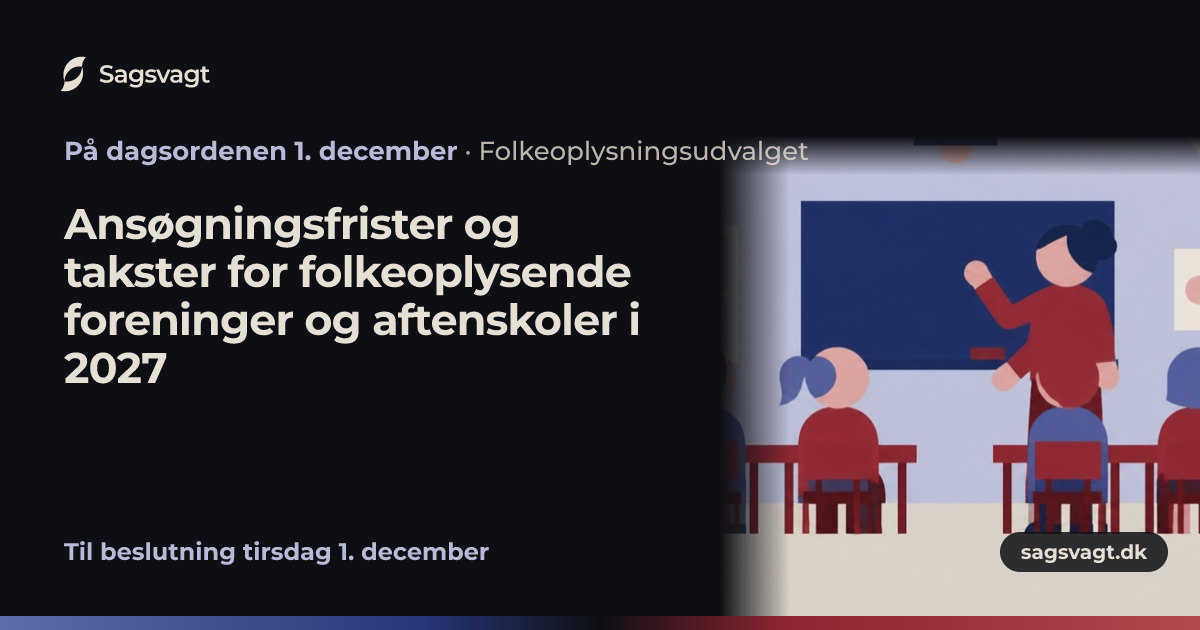 Sagsvagt
På dagsordenen 1. december · Folkeoplysningsudvalget
Ansøgningsfrister og
takster for folkeoplysende
foreninger og aftenskoler i
2027
Til beslutning tirsdag 1. december
sagsvagt.dk